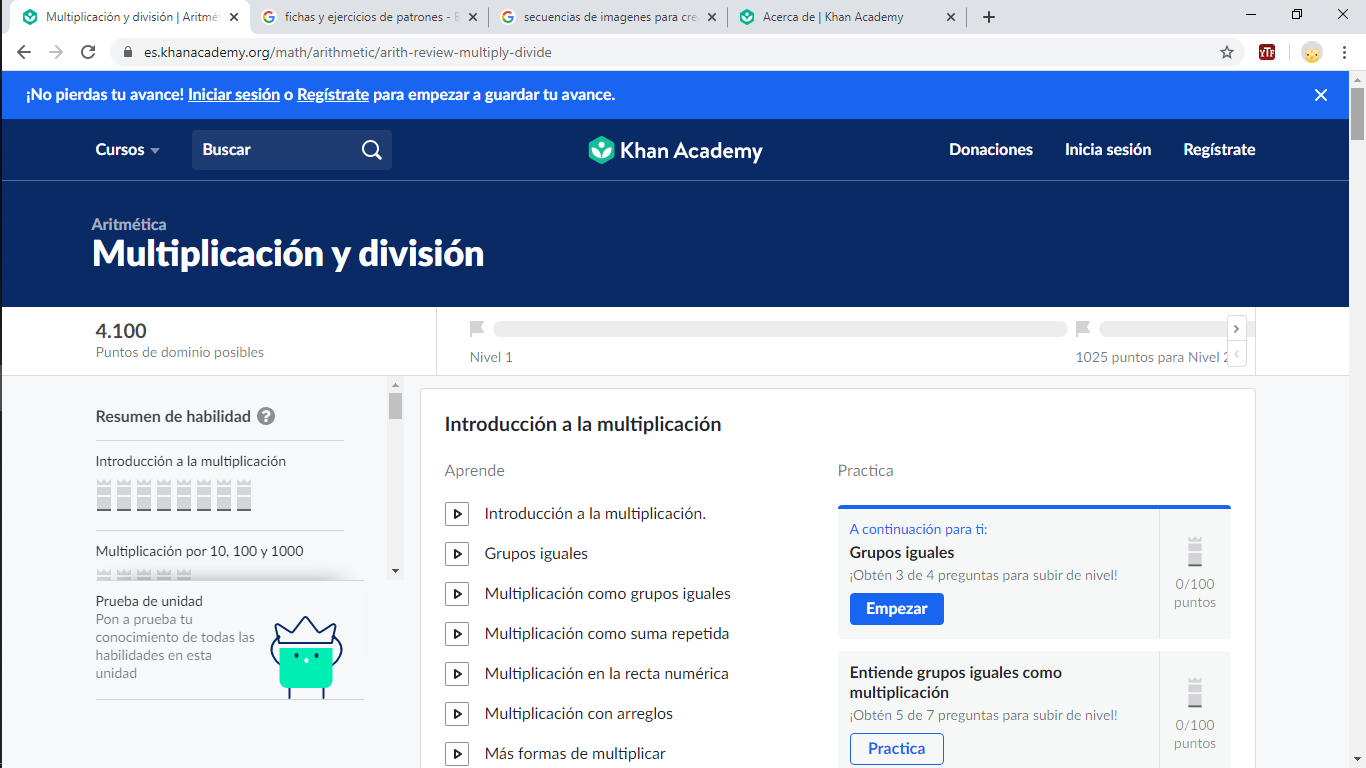 Multiplicación y división | Aritmé
fichas y ejercicios de patrones - B
secuencias de imagenes para cre
Acerca de | Khan Academy
es.khanacademy.org/math/arithmetic/arith-review-multiply-divide
YTF
¡No pierdas tu avance! Iniciar sesión o Regístrate para empezar a guardar tu avance.
Cursos
Buscar
Khan Academy
Donaciones
Inicia sesión
Regístrate
Aritmética
Multiplicación y división
4.100
Puntos de dominio posibles
Nivel 1
1025 puntos para Nivel 2
Resumen de habilidad ?
Introducción a la multiplicación
Multiplicación por 10, 100 y 1000
Prueba de unidad
Pon a prueba tu
conocimiento de todas las
habilidades en esta
unidad
Introducción a la multiplicación
Aprende
Introducción a la multiplicación.
Grupos iguales
Multiplicación como grupos iguales
Multiplicación como suma repetida
Multiplicación en la recta numérica
Multiplicación con arreglos
Más formas de multiplicar
Practica
A continuación para ti:
Grupos iguales
¡Obtén 3 de 4 preguntas para subir de nivel!
Empezar
0/100
puntos
Entiende grupos iguales como
multiplicación
¡Obtén 5 de 7 preguntas para subir de nivel!
Practica
0/100
puntos